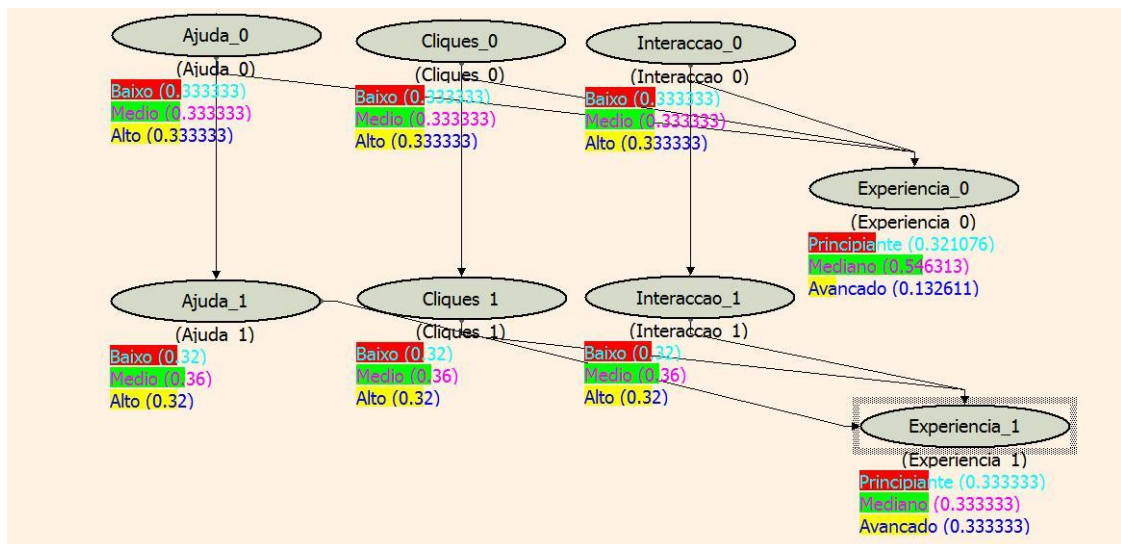 Ajuda_0
(Ajuda_0)
Baixo (0.333333)
Medio (0.333333)
Alto (0.333333)
Cliques_0
(Cliques_0)
Baixo (0.333333)
Medio (0.333333)
Alto (0.333333)
Interaccao_0
(Interaccao_0)
Baixo (0.333333)
Medio (0.333333)
Alto (0.333333)
Experiencia_0
(Experiencia_0)
Principiante (0.321076)
Mediano (0.546313)
Avancado (0.132611)
Ajuda_1
(Ajuda_1)
Baixo (0.32)
Medio (0.36)
Alto (0.32)
Cliques_1
(Cliques_1)
Baixo (0.32)
Medio (0.36)
Alto (0.32)
Interaccao_1
(Interaccao_1)
Baixo (0.32)
Medio (0.36)
Alto (0.32)
Experiencia_1
(Experiencia_1)
Principiante (0.333333)
Mediano (0.333333)
Avancado (0.333333)